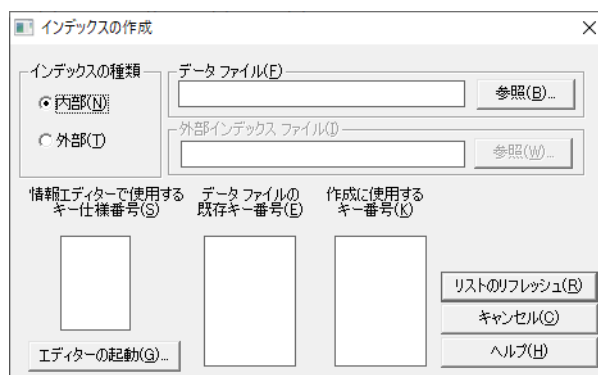 インデックスの作成
インデックスの種類
内部(N)
外部(T)
データ ファイル(F)
参照(B)...
外部インデックス ファイル(I)
参照(W)...
情報エディターで使用する
キー仕様番号(S)
データ ファイルの
既存キー番号(E)
作成に使用する
キー番号(K)
エディターの起動(G)...
リストのリフレッシュ(R)
キャンセル(C)
ヘルプ(H)